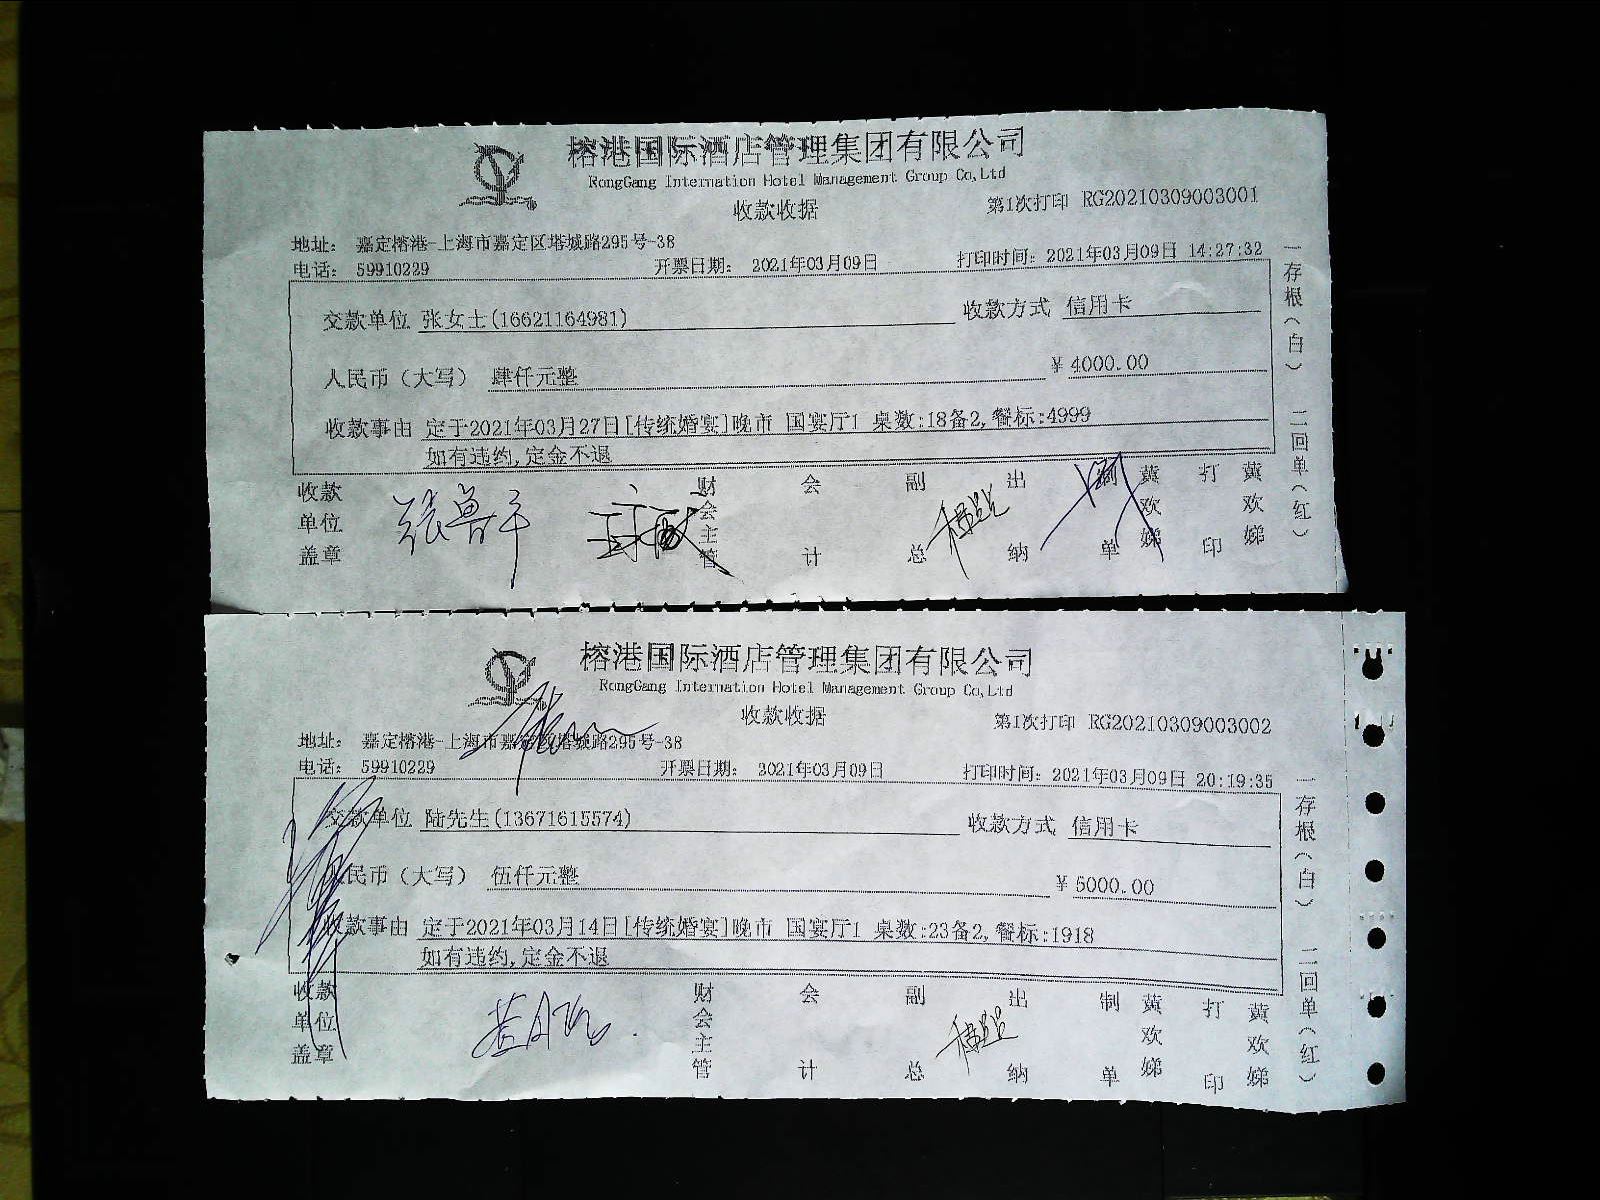 榕港国际酒店管理集团有限公司
RongGang Internation Hotel Management Group Co,Ltd
收款收据
第1次打印 RG20210309003001
地址： 嘉定榕港-上海市嘉定区塔城路295号-38
电话： 59910229 开票日期： 2021年03月09日 打印时间：2021年03月09日 14:27:32
交款单位 张女士(16621164981) 收款方式 信用卡
人民币（大写） 肆仟元整 ￥4000.00
收款事由 定于2021年03月27日[传统婚宴]晚市 国宴厅1 桌数:18备2,餐标:4999
如有违约,定金不退
收款单位盖章 财会主管 会计 副总 出纳 制单 黄欢娣 打印 黄欢娣
一存根(白) 二回单(红)
榕港国际酒店管理集团有限公司
RongGang Internation Hotel Management Group Co,Ltd
收款收据
第1次打印 RG20210309003002
地址： 嘉定榕港-上海市嘉定区塔城路295号-38
电话： 59910229 开票日期： 2021年03月09日 打印时间：2021年03月09日 20:19:35
交款单位 陆先生(13671615574) 收款方式 信用卡
人民币（大写） 伍仟元整 ￥5000.00
收款事由 定于2021年03月14日[传统婚宴]晚市 国宴厅1 桌数:23备2,餐标:1918
如有违约,定金不退
收款单位盖章 财会主管 会计 副总 出纳 制单 黄欢娣 打印 黄欢娣
一存根(白) 二回单(红)